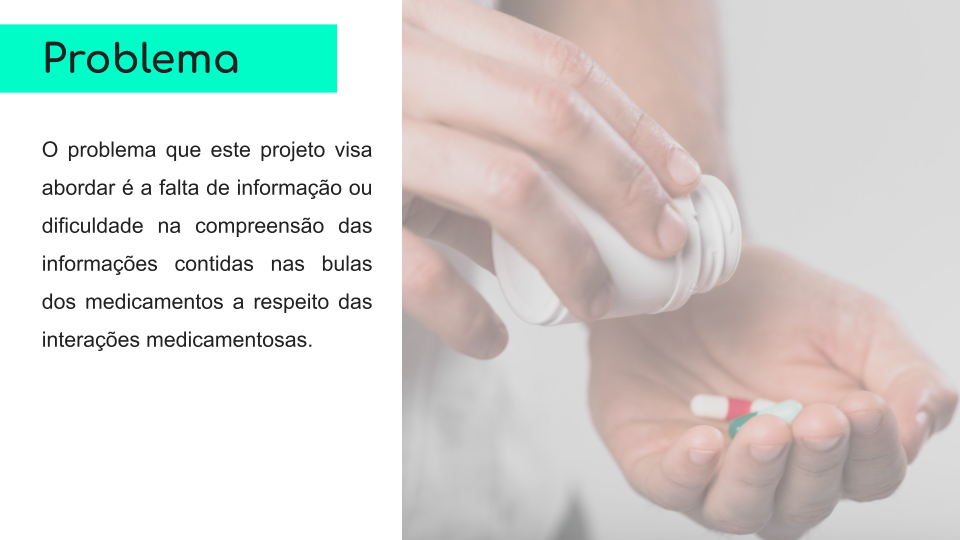 Problema
O problema que este projeto visa
abordar é a falta de informação ou
dificuldade na compreensão das
informações contidas nas bulas
dos medicamentos a respeito das
interações medicamentosas.